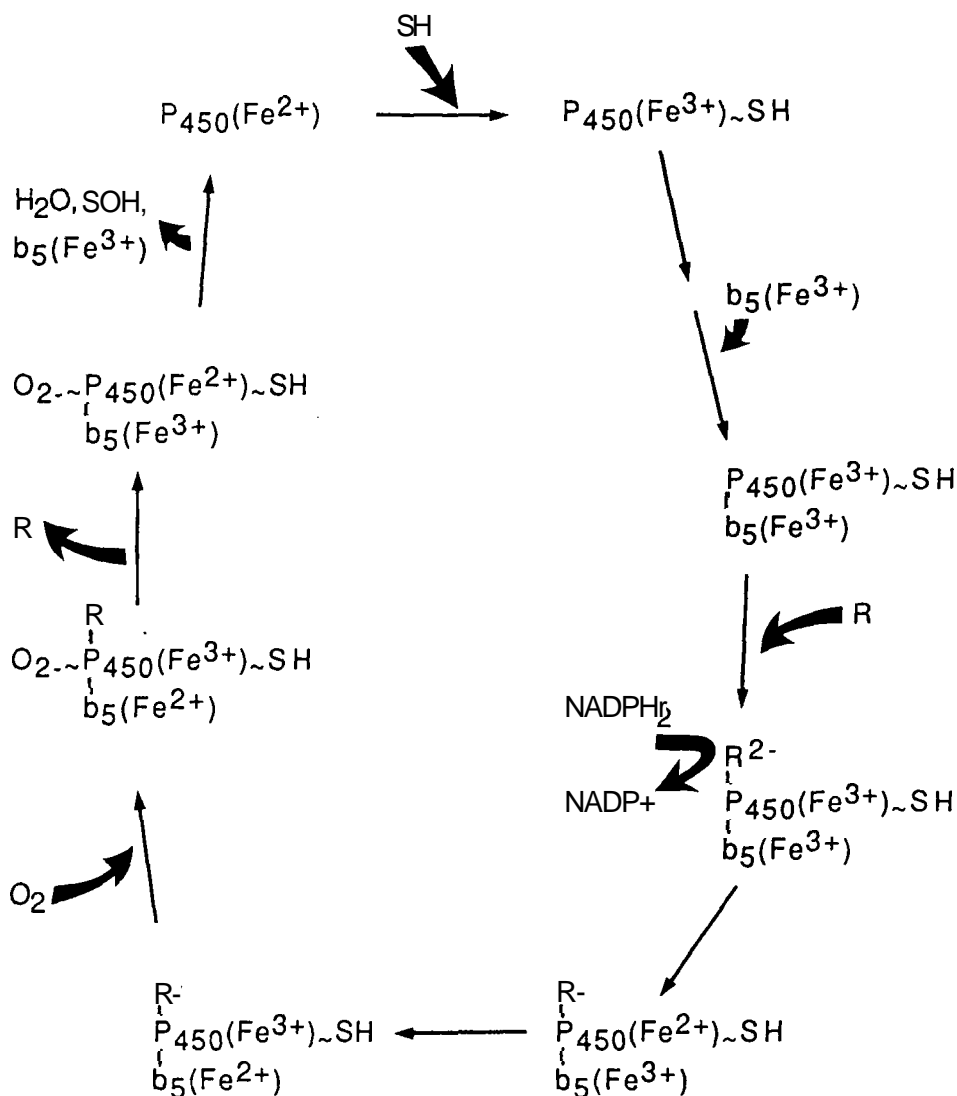 SH
P450(Fe2+)
P450(Fe3+)~SH
H2O, SOH,
b5(Fe3+)
b5(Fe3+)
O2-~P450(Fe2+)~SH
b5(Fe3+)
P450(Fe3+)~SH
b5(Fe3+)
R
R
R
O2-~P450(Fe3+)~SH
b5(Fe2+)
NADPHr2
R2-
NADP+
P450(Fe3+)~SH
b5(Fe3+)
O2
R-
P450(Fe3+)~SH
b5(Fe2+)
R-
P450(Fe2+)~SH
b5(Fe3+)